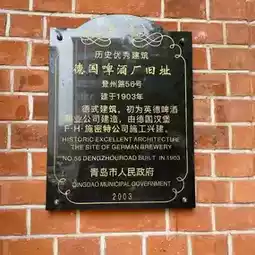 历史优秀建筑
德国啤酒厂旧址
登州路56号
建于1903年
德式建筑，初为英德啤酒
酿业公司建造，由德国汉堡
F·H·施密特公司施工兴建。
HISTORIC EXCELLENT ARCHITECTURE
THE SITE OF GERMAN BREWERY
NO.56 DENGZHOU ROAD BUILT IN 1903
青岛市人民政府
QINGDAO MUNICIPAL GOVERNMENT
2003